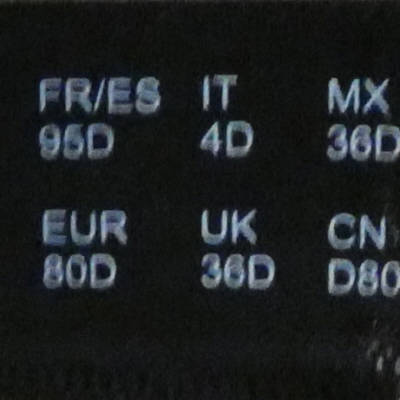 FR/ES IT MX
95D 4D 36D
EUR UK CN
80D 36D D80